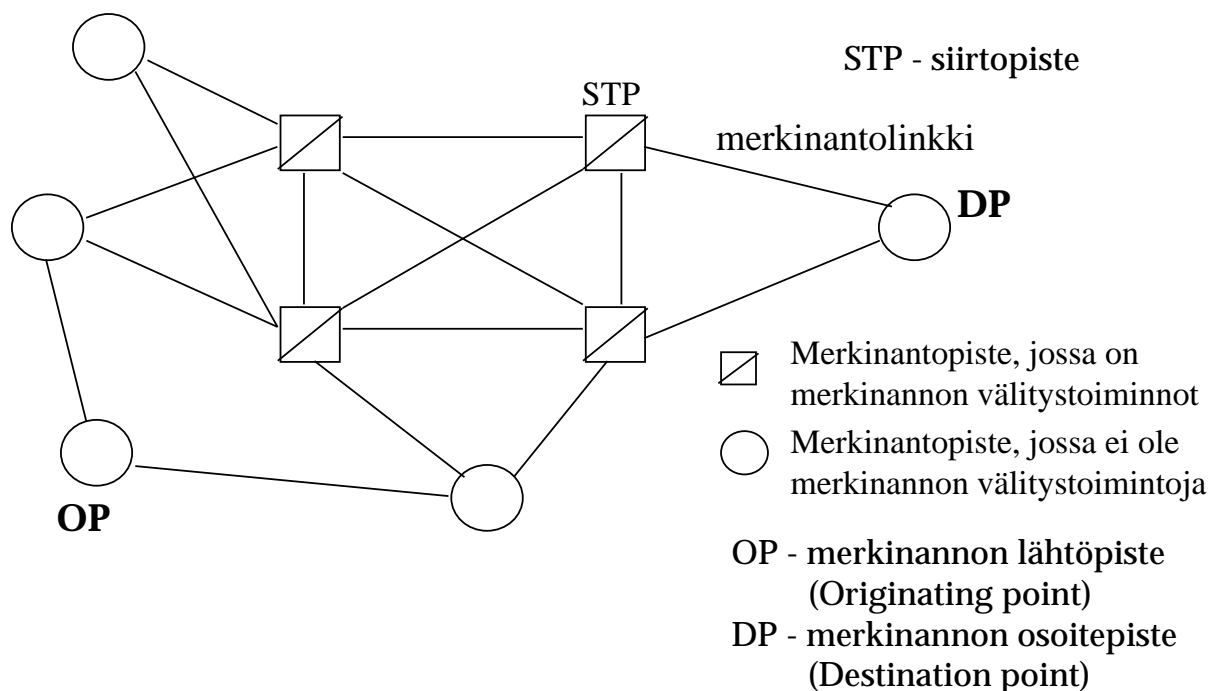 STP - siirtopiste
STP
merkinantolinkki
DP
Merkinantopiste, jossa on
merkinannon välitystoiminnot
Merkinantopiste, jossa ei ole
merkinannon välitystoimintoja
OP
OP - merkinannon lähtöpiste
(Originating point)
DP - merkinannon osoitepiste
(Destination point)